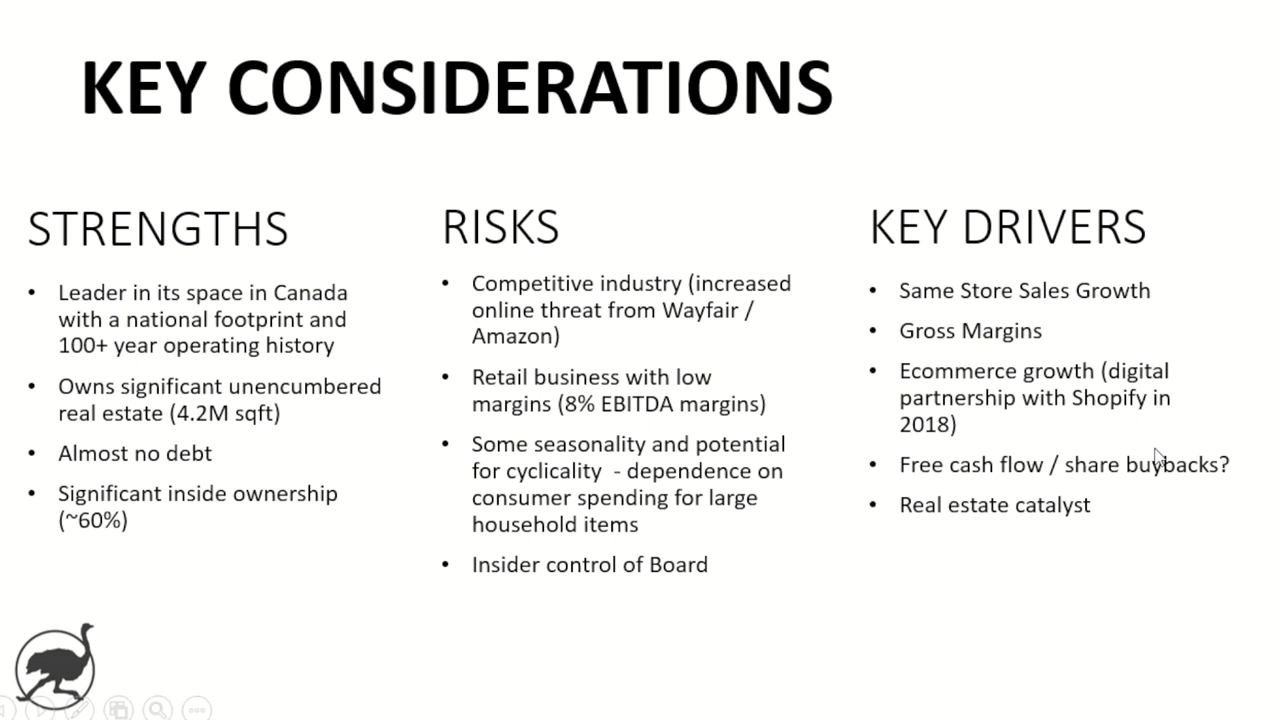 KEY CONSIDERATIONS
STRENGTHS
• Leader in its space in Canada
with a national footprint and
100+ year operating history
• Owns significant unencumbered
real estate (4.2M sqft)
• Almost no debt
• Significant inside ownership
(~60%)
RISKS
• Competitive industry (increased
online threat from Wayfair /
Amazon)
• Retail business with low
margins (8% EBITDA margins)
• Some seasonality and potential
for cyclicality  - dependence on
consumer spending for large
household items
• Insider control of Board
KEY DRIVERS
• Same Store Sales Growth
• Gross Margins
• Ecommerce growth (digital
partnership with Shopify in
2018)
• Free cash flow / share buybacks?
• Real estate catalyst